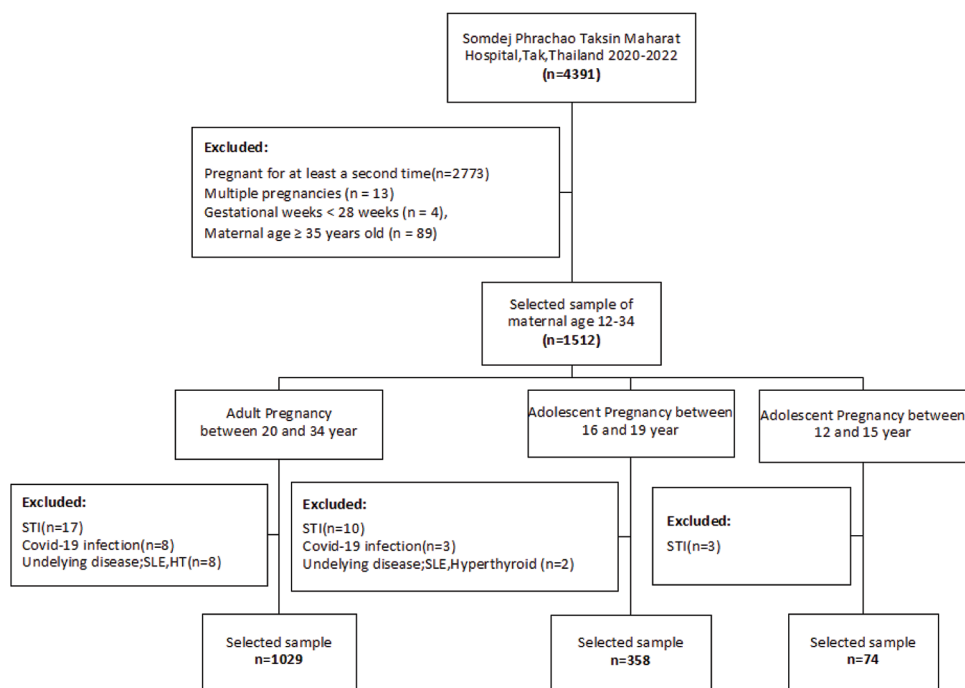 Somdej Phrachao Taksin Maharat
Hospital,Tak,Thailand 2020-2022
(n=4391)
Excluded:
Pregnant for at least a second time(n=2773)
Multiple pregnancies (n = 13)
Gestational weeks < 28 weeks (n = 4),
Maternal age ≥ 35 years old (n = 89)
Selected sample of
maternal age 12-34
(n=1512)
Adult Pregnancy
between 20 and 34 year
Adolescent Pregnancy between
16 and 19 year
Adolescent Pregnancy between
12 and 15 year
Excluded:
STI(n=17)
Covid-19 infection(n=8)
Undelying disease;SLE,HT(n=8)
Excluded:
STI(n=10)
Covid-19 infection(n=3)
Undelying disease;SLE,Hyperthyroid (n=2)
Excluded:
STI(n=3)
Selected sample
n=1029
Selected sample
n=358
Selected sample
n=74